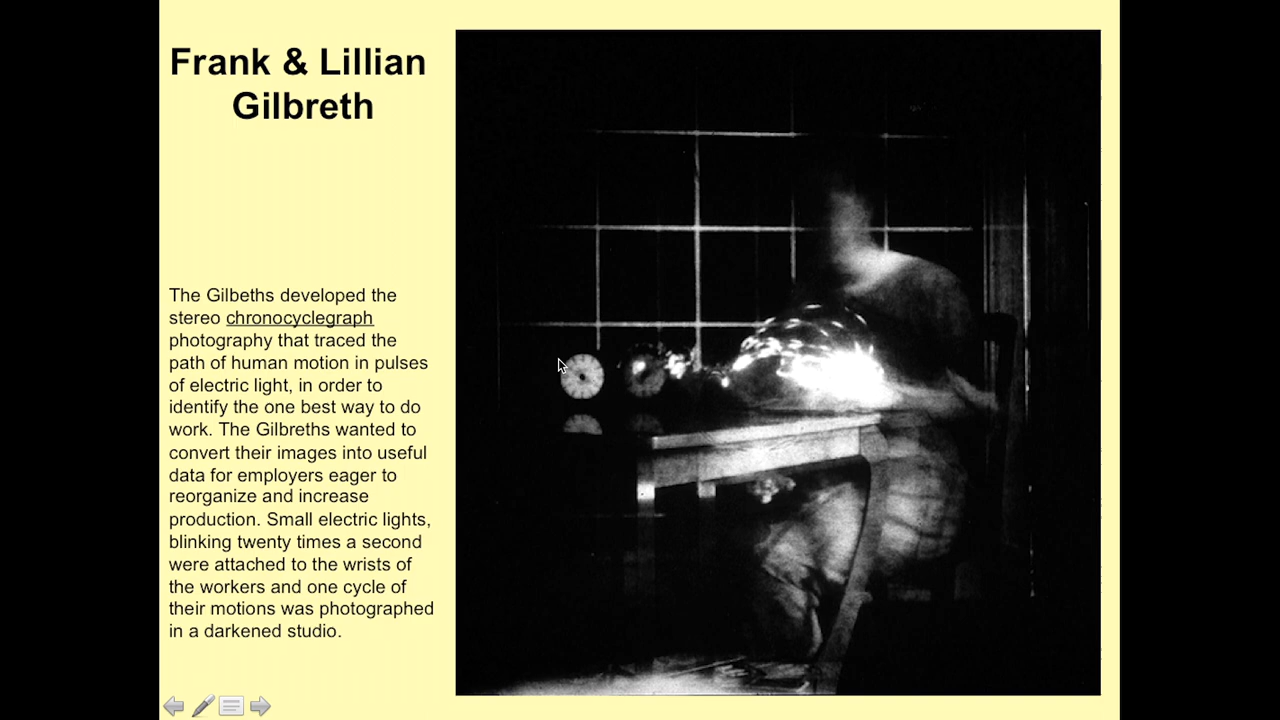 Frank & Lillian
Gilbreth
The Gilbeths developed the
stereo chronocyclegraph
photography that traced the
path of human motion in pulses
of electric light, in order to
identify the one best way to do
work. The Gilbreths wanted to
convert their images into useful
data for employers eager to
reorganize and increase
production. Small electric lights,
blinking twenty times a second
were attached to the wrists of
the workers and one cycle of
their motions was photographed
in a darkened studio.